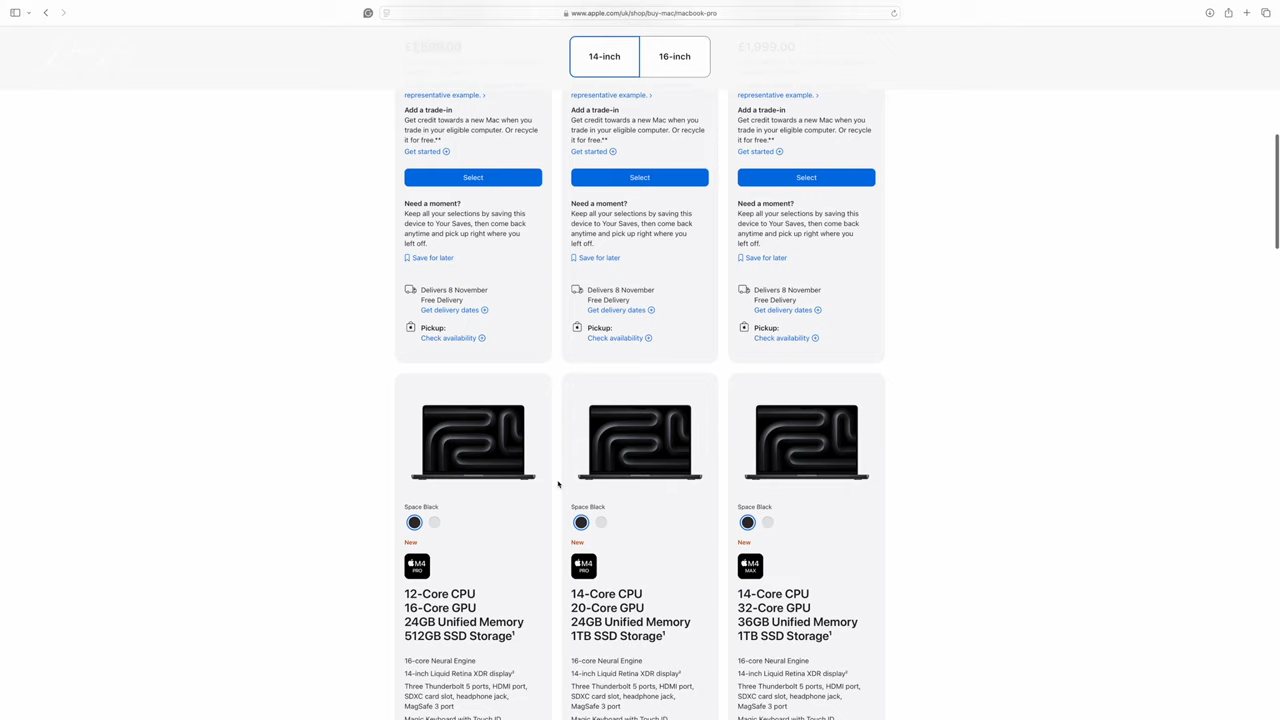 www.apple.com/uk/shop/buy-mac/macbook-pro
£1,699.00
£1,999.00
14-inch
16-inch
representative example. >
Add a trade-in
Get credit towards a new Mac when you
trade in your eligible computer. Or recycle
it for free.**
Get started
Select
Need a moment?
Keep all your selections by saving this
device to Your Saves, then come back
anytime and pick up right where you
left off.
Save for later
Delivers 8 November
Free Delivery
Get delivery dates
Pickup:
Check availability
representative example. >
Add a trade-in
Get credit towards a new Mac when you
trade in your eligible computer. Or recycle
it for free.**
Get started
Select
Need a moment?
Keep all your selections by saving this
device to Your Saves, then come back
anytime and pick up right where you
left off.
Save for later
Delivers 8 November
Free Delivery
Get delivery dates
Pickup:
Check availability
representative example. >
Add a trade-in
Get credit towards a new Mac when you
trade in your eligible computer. Or recycle
it for free.**
Get started
Select
Need a moment?
Keep all your selections by saving this
device to Your Saves, then come back
anytime and pick up right where you
left off.
Save for later
Delivers 8 November
Free Delivery
Get delivery dates
Pickup:
Check availability
Space Black
New
M4
PRO
12-Core CPU
16-Core GPU
24GB Unified Memory
512GB SSD Storage¹
16-core Neural Engine
14-inch Liquid Retina XDR display²
Three Thunderbolt 5 ports, HDMI port,
SDXC card slot, headphone jack,
MagSafe 3 port
Magic Keyboard with Touch ID
Space Black
New
M4
PRO
14-Core CPU
20-Core GPU
24GB Unified Memory
1TB SSD Storage¹
16-core Neural Engine
14-inch Liquid Retina XDR display²
Three Thunderbolt 5 ports, HDMI port,
SDXC card slot, headphone jack,
MagSafe 3 port
Magic Keyboard with Touch ID
Space Black
New
M4
MAX
14-Core CPU
32-Core GPU
36GB Unified Memory
1TB SSD Storage¹
16-core Neural Engine
14-inch Liquid Retina XDR display²
Three Thunderbolt 5 ports, HDMI port,
SDXC card slot, headphone jack,
MagSafe 3 port
Magic Keyboard with Touch ID